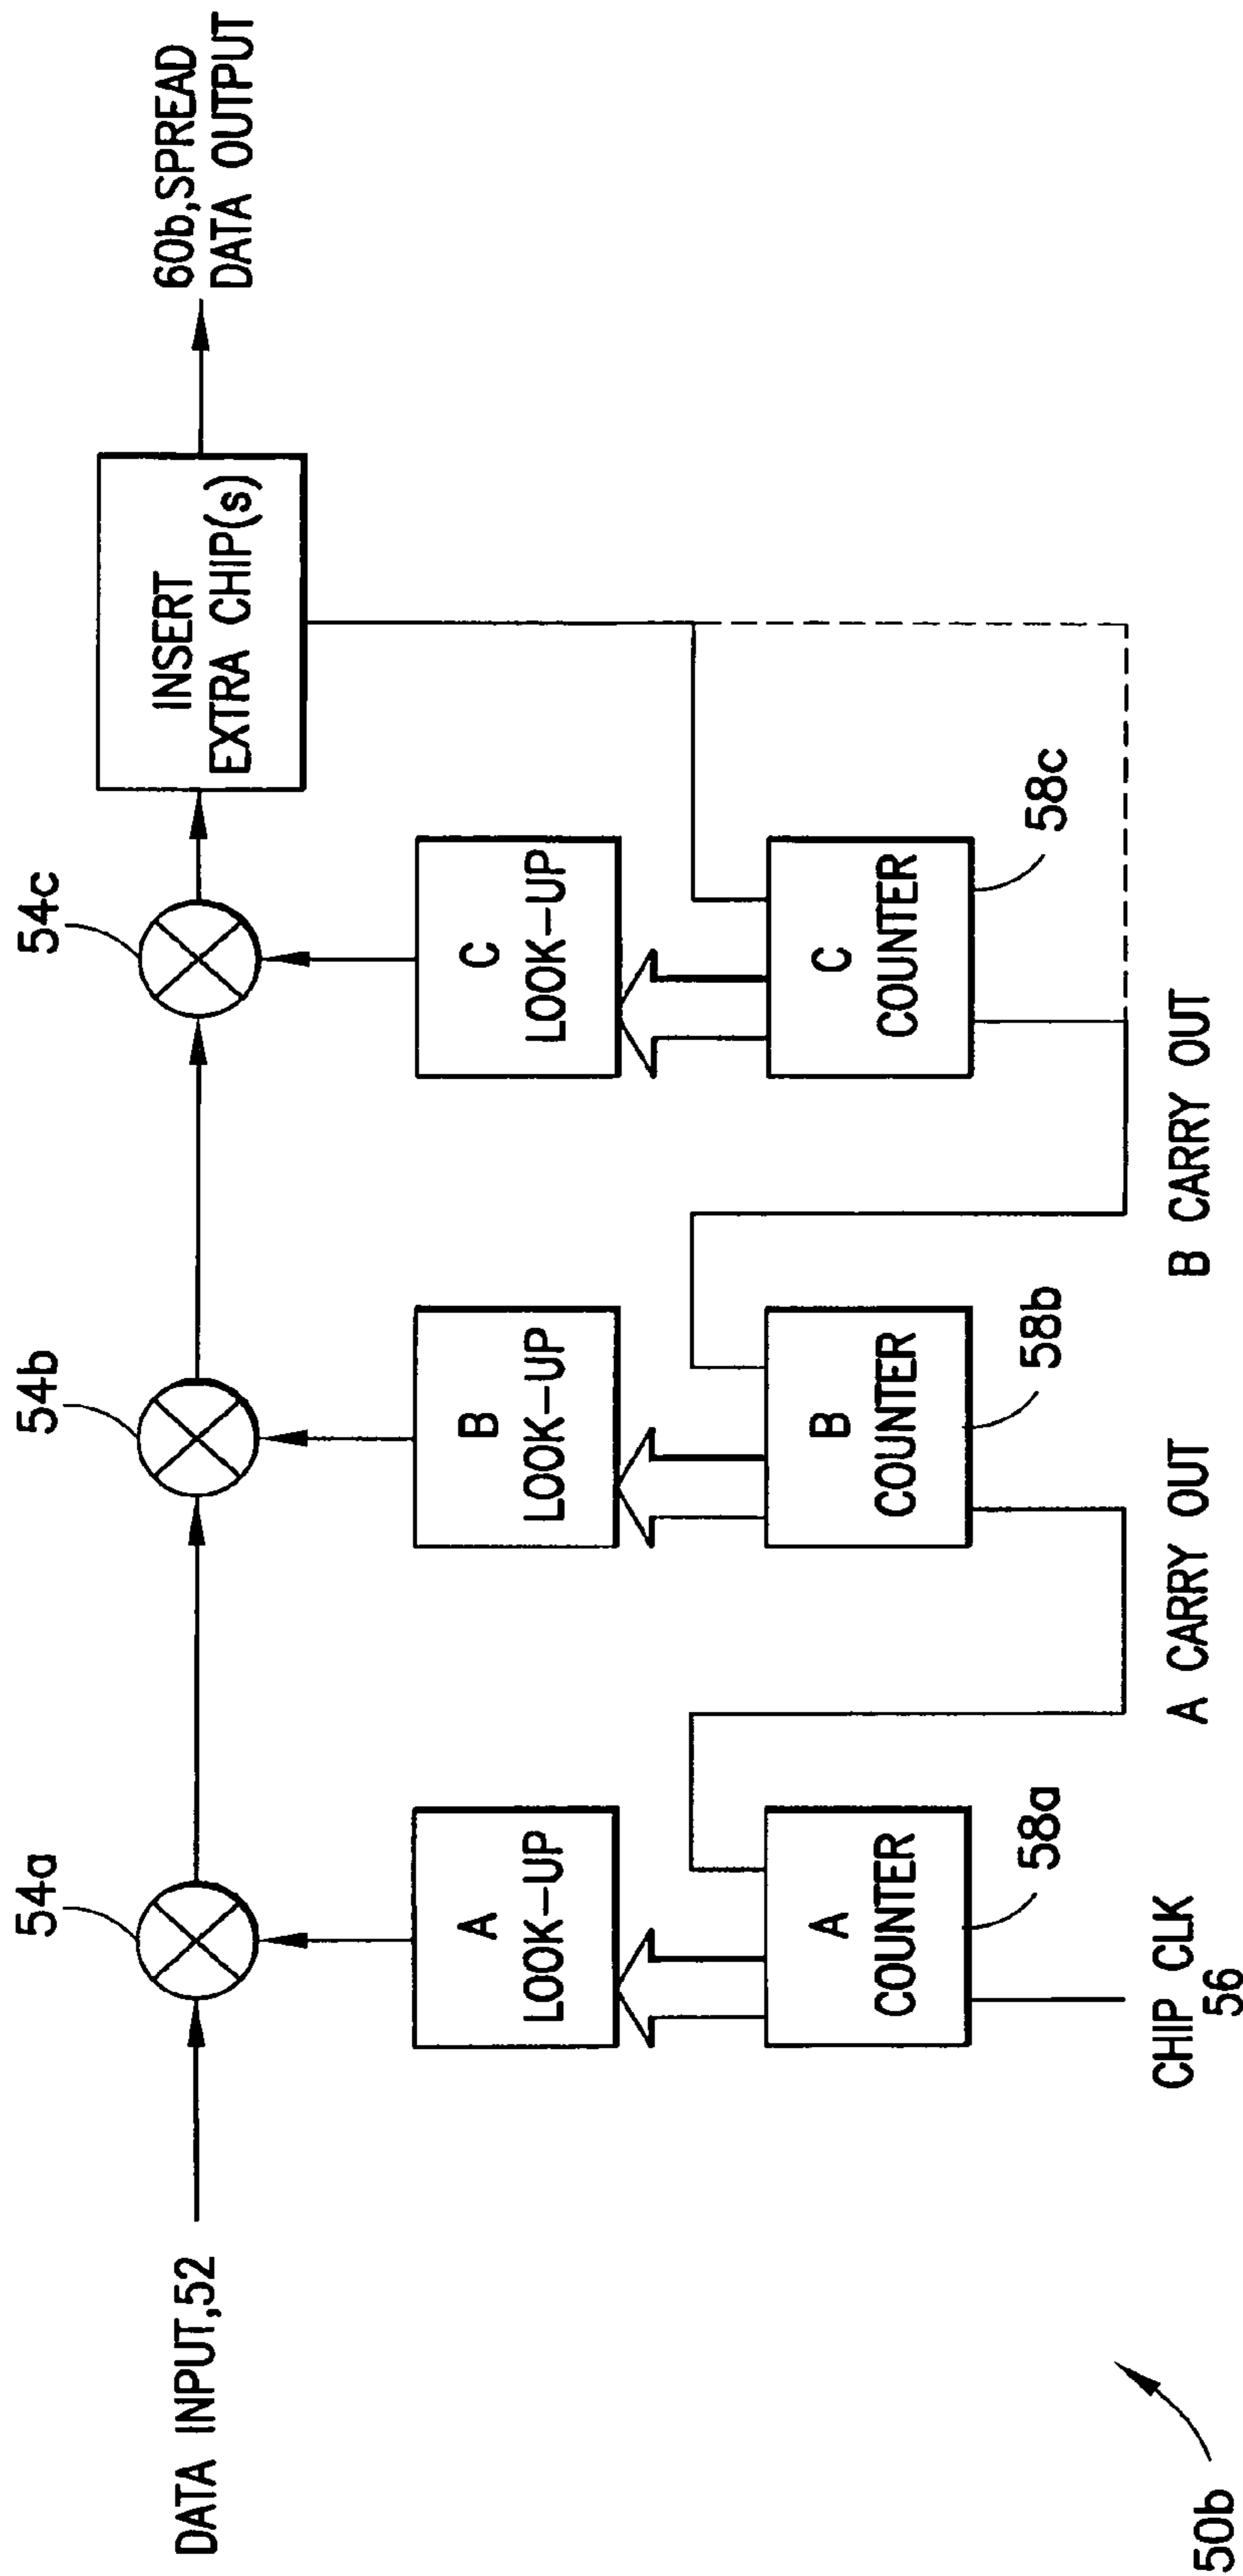 54a
54b
54c
DATA INPUT,52
INSERT
EXTRA CHIP(s)
60b,SPREAD
DATA OUTPUT
A
LOOK-UP
B
LOOK-UP
C
LOOK-UP
A
COUNTER
58a
B
COUNTER
58b
C
COUNTER
58c
CHIP CLK
56
A CARRY OUT
B CARRY OUT
50b